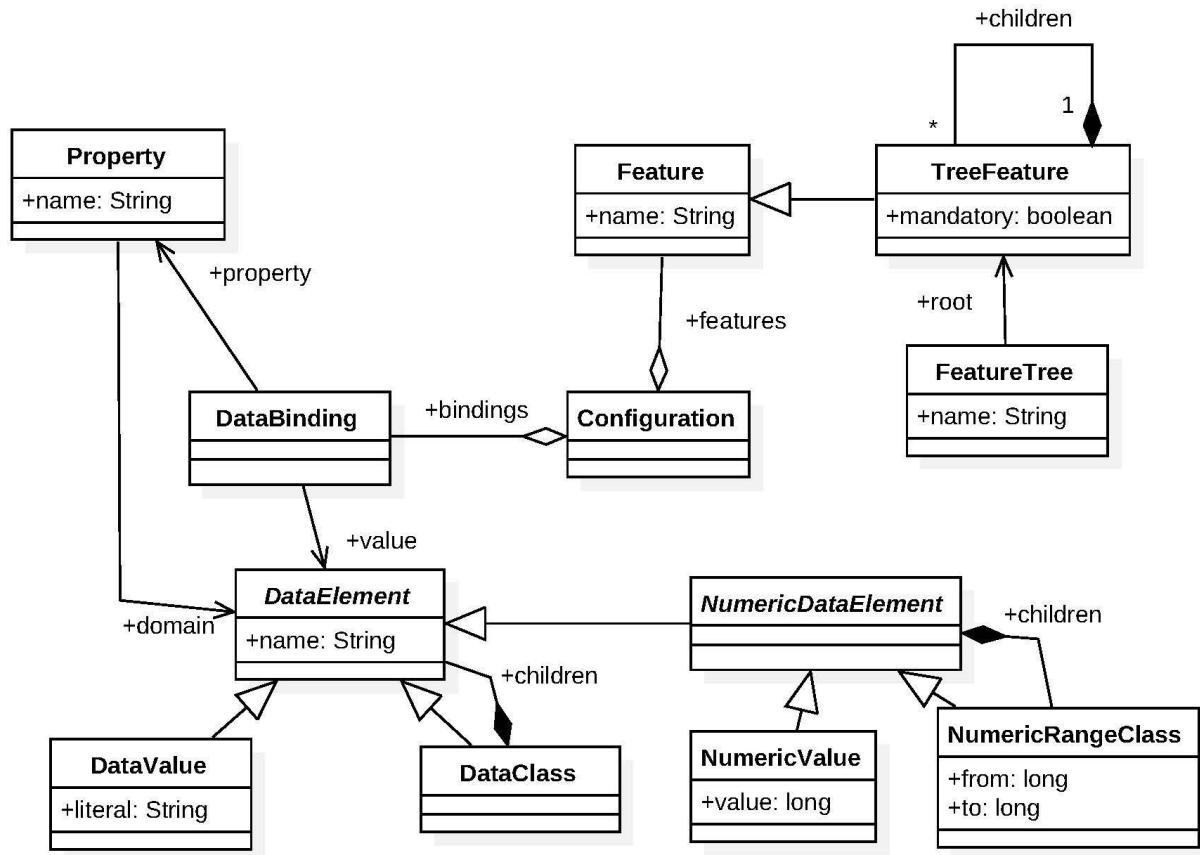 +children
1
*
Property
+name: String
Feature
+name: String
TreeFeature
+mandatory: boolean
+property
+features
+root
FeatureTree
+name: String
DataBinding
+bindings
Configuration
+value
DataElement
+name: String
+domain
NumericDataElement
+children
+children
DataValue
+literal: String
DataClass
NumericValue
+value: long
NumericRangeClass
+from: long
+to: long